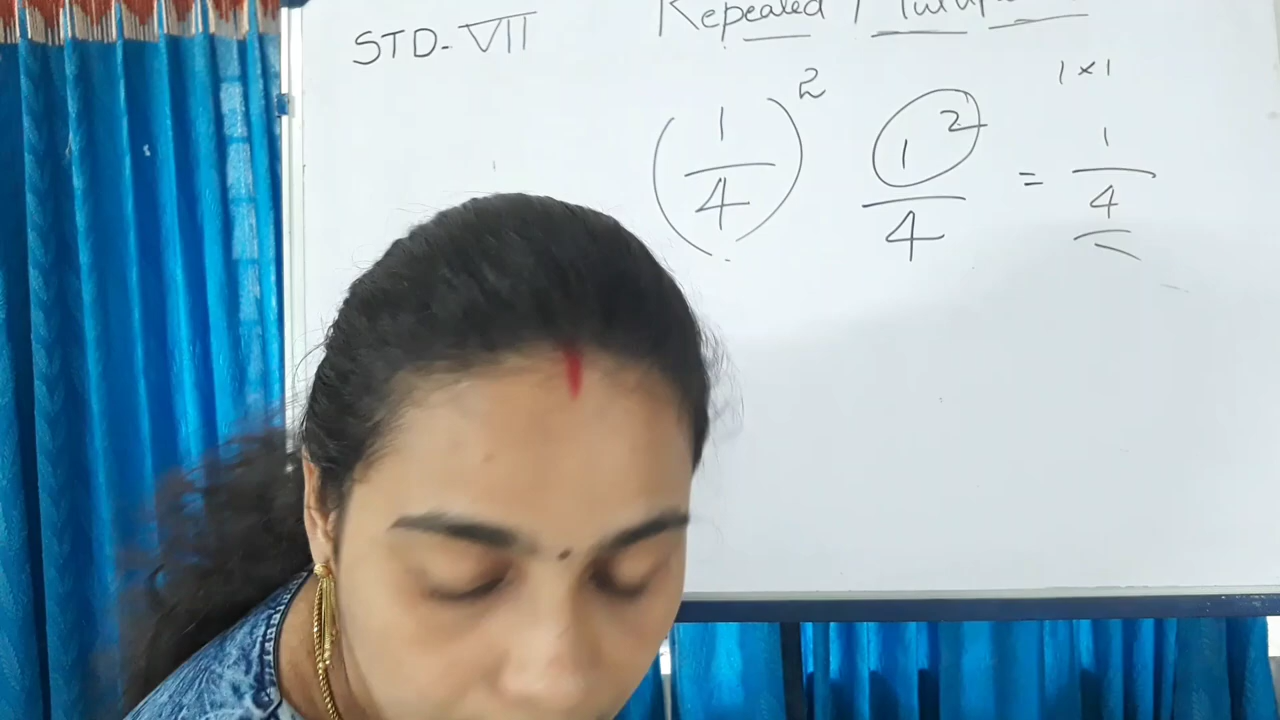 STD-VII
Repeated
(1/4)² 1²/4 = 1/4
1×1